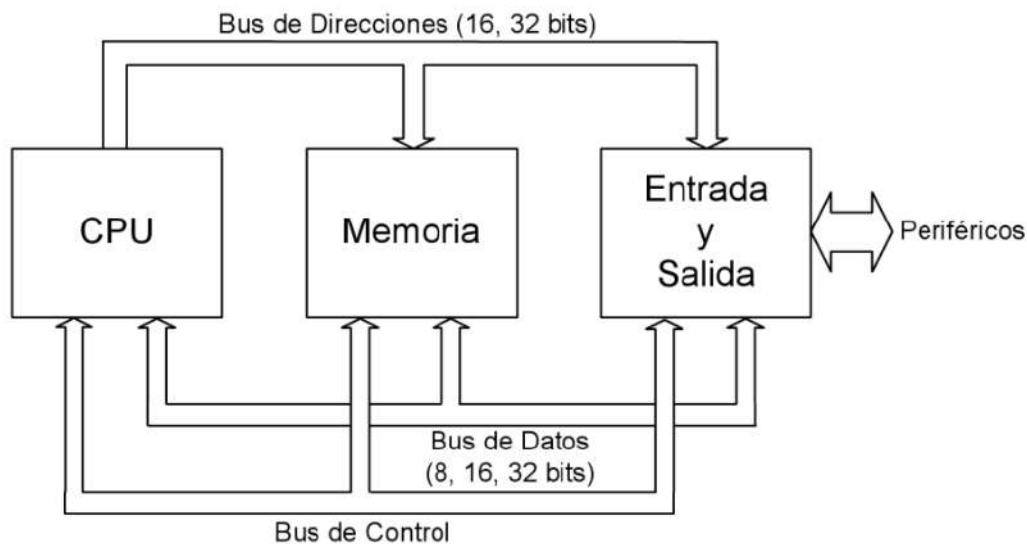 Bus de Direcciones (16, 32 bits)
CPU
Memoria
Entrada
y
Salida
Periféricos
Bus de Datos
(8, 16, 32 bits)
Bus de Control